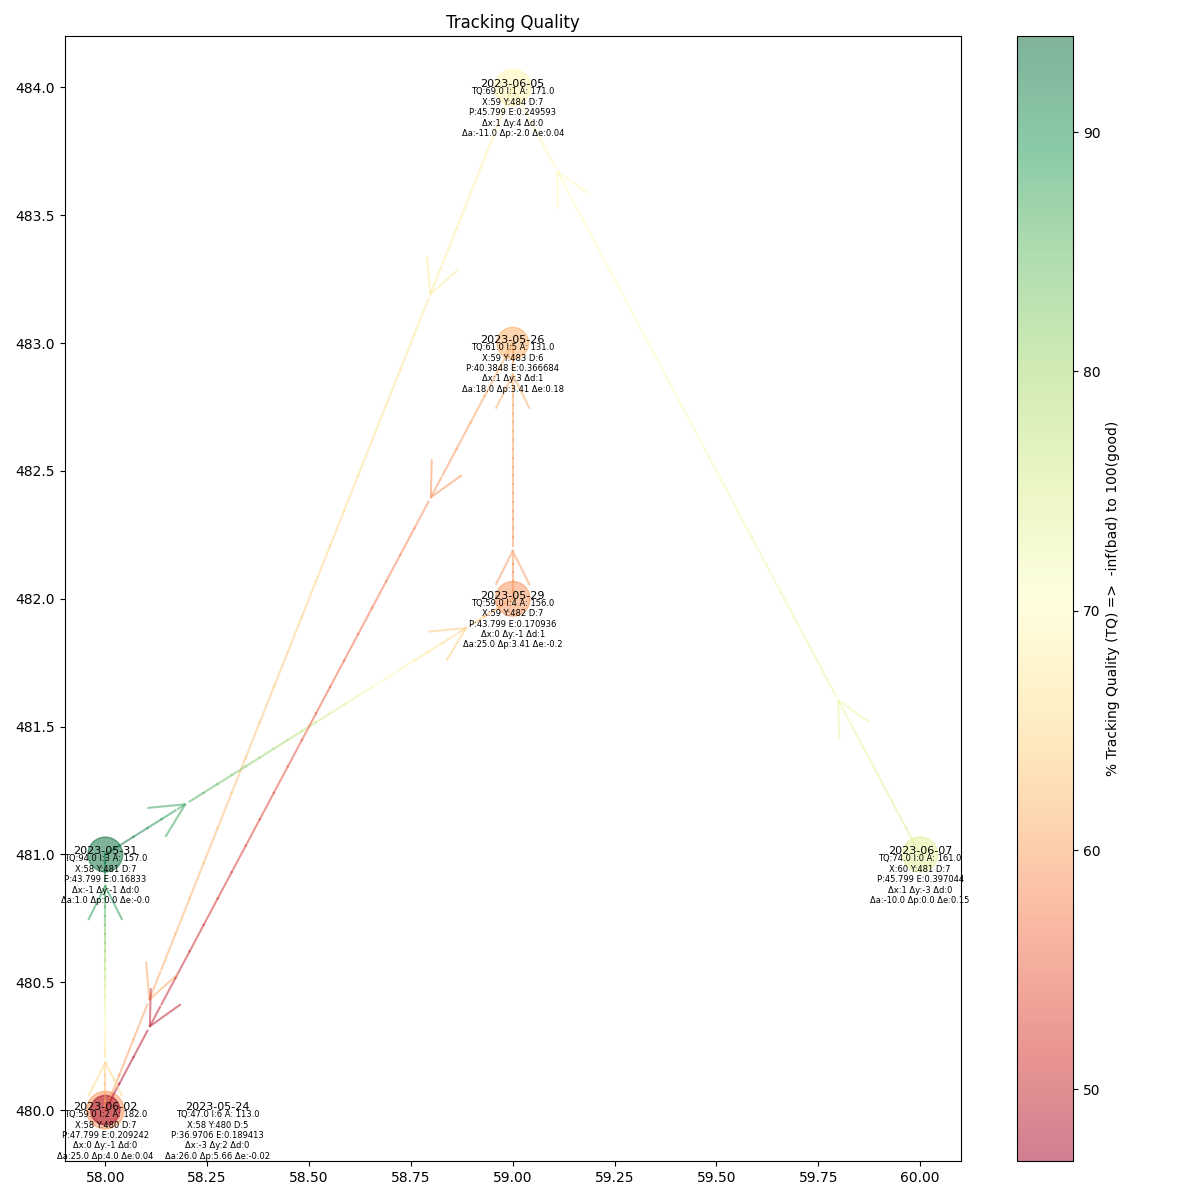 Tracking Quality
484.0
483.5
483.0
482.5
482.0
481.5
481.0
480.5
480.0
2023-06-05
TQ:69.0 I:1 A: 171.0
X:59 Y:484 D:7
P:45.799 E:0.249593
Δx:1 Δy:4 Δd:0
Δa:-11.0 Δp:-2.0 Δe:0.04
2023-05-26
TQ:61.0 I:5 A: 131.0
X:59 Y:483 D:6
P:40.3848 E:0.366684
Δx:1 Δy:3 Δd:1
Δa:18.0 Δp:3.41 Δe:0.18
2023-05-29
TQ:59.0 I:4 A: 156.0
X:59 Y:482 D:7
P:43.799 E:0.170936
Δx:0 Δy:-1 Δd:1
Δa:25.0 Δp:3.41 Δe:-0.2
2023-05-31
TQ:94.0 I:3 A: 157.0
X:58 Y:481 D:7
P:43.799 E:0.16833
Δx:-1 Δy:-1 Δd:0
Δa:1.0 Δp:0.0 Δe:-0.0
2023-06-07
TQ:74.0 I:0 A: 161.0
X:60 Y:481 D:7
P:45.799 E:0.397044
Δx:1 Δy:-3 Δd:0
Δa:-10.0 Δp:0.0 Δe:0.15
2023-06-02
TQ:59.0 I:2 A: 182.0
X:58 Y:480 D:7
P:47.799 E:0.209242
Δx:0 Δy:-1 Δd:0
Δa:25.0 Δp:4.0 Δe:0.04
2023-05-24
TQ:47.0 I:6 A: 113.0
X:58 Y:480 D:5
P:36.9706 E:0.189413
Δx:-3 Δy:2 Δd:0
Δa:26.0 Δp:5.66 Δe:-0.02
58.00
58.25
58.50
58.75
59.00
59.25
59.50
59.75
60.00
90
80
70
60
50
% Tracking Quality (TQ) => -inf(bad) to 100(good)